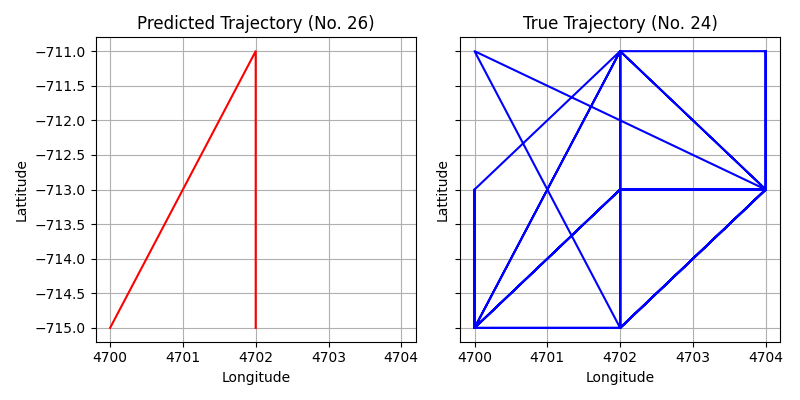 Predicted Trajectory (No. 26)
True Trajectory (No. 24)
Lattitude
−711.0
−711.5
−712.0
−712.5
−713.0
−713.5
−714.0
−714.5
−715.0
4700 4701 4702 4703 4704
Longitude
Lattitude
4700 4701 4702 4703 4704
Longitude